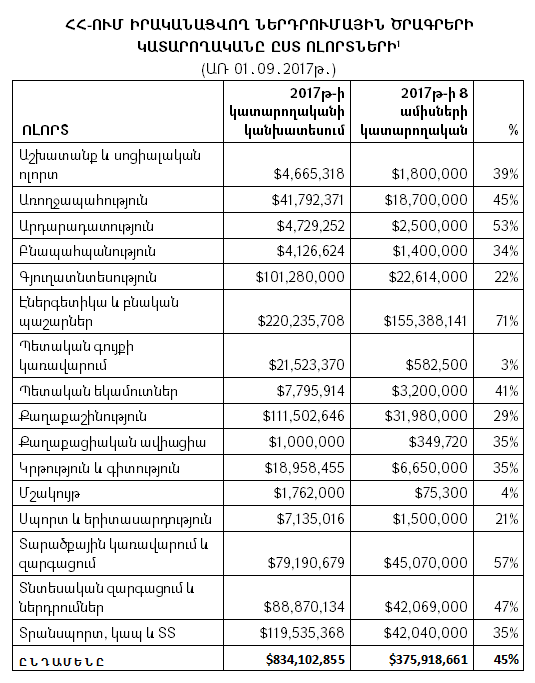 ՀՀ-ՈՒՄ ԻՐԱԿԱՆԱՑՎՈՂ ՆԵՐԴՐՈՒՄԱՅԻՆ ԾՐԱԳՐԵՐԻ
ԿԱՏԱՐՈՂԱԿԱՆԸ ԸՍՏ ՈԼՈՐՏՆԵՐԻ¹
(ԱՌ 01.09.2017թ.)
ՈԼՈՐՏ 2017թ-ի կատարողականի կանխատեսում 2017թ-ի 8 ամիսների կատարողական %
Աշխատանք և սոցիալական
ոլորտ $4,665,318 $1,800,000 39%
Առողջապահություն $41,792,371 $18,700,000 45%
Արդարադատություն $4,729,252 $2,500,000 53%
Բնապահպանություն $4,126,624 $1,400,000 34%
Գյուղատնտեսություն $101,280,000 $22,614,000 22%
Էներգետիկա և բնական
պաշարներ $220,235,708 $155,388,141 71%
Պետական գույքի
կառավարում $21,523,370 $582,500 3%
Պետական եկամուտներ $7,795,914 $3,200,000 41%
Քաղաքաշինություն $111,502,646 $31,980,000 29%
Քաղաքացիական ավիացիա $1,000,000 $349,720 35%
Կրթություն և գիտություն $18,958,455 $6,650,000 35%
Մշակույթ $1,762,000 $75,300 4%
Սպորտ և երիտասարդություն $7,135,016 $1,500,000 21%
Տարածքային կառավարում և
զարգացում $79,190,679 $45,070,000 57%
Տնտեսական զարգացում և
ներդրումներ $88,870,134 $42,069,000 47%
Տրանսպորտ, կապ և ՏՏ $119,535,368 $42,040,000 35%
ԸՆԴԱՄԵՆԸ $834,102,855 $375,918,661 45%